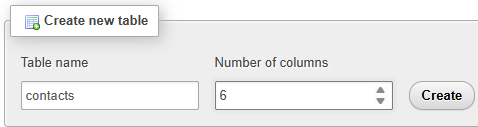 Create new table
Table name Number of columns
contacts 6 Create